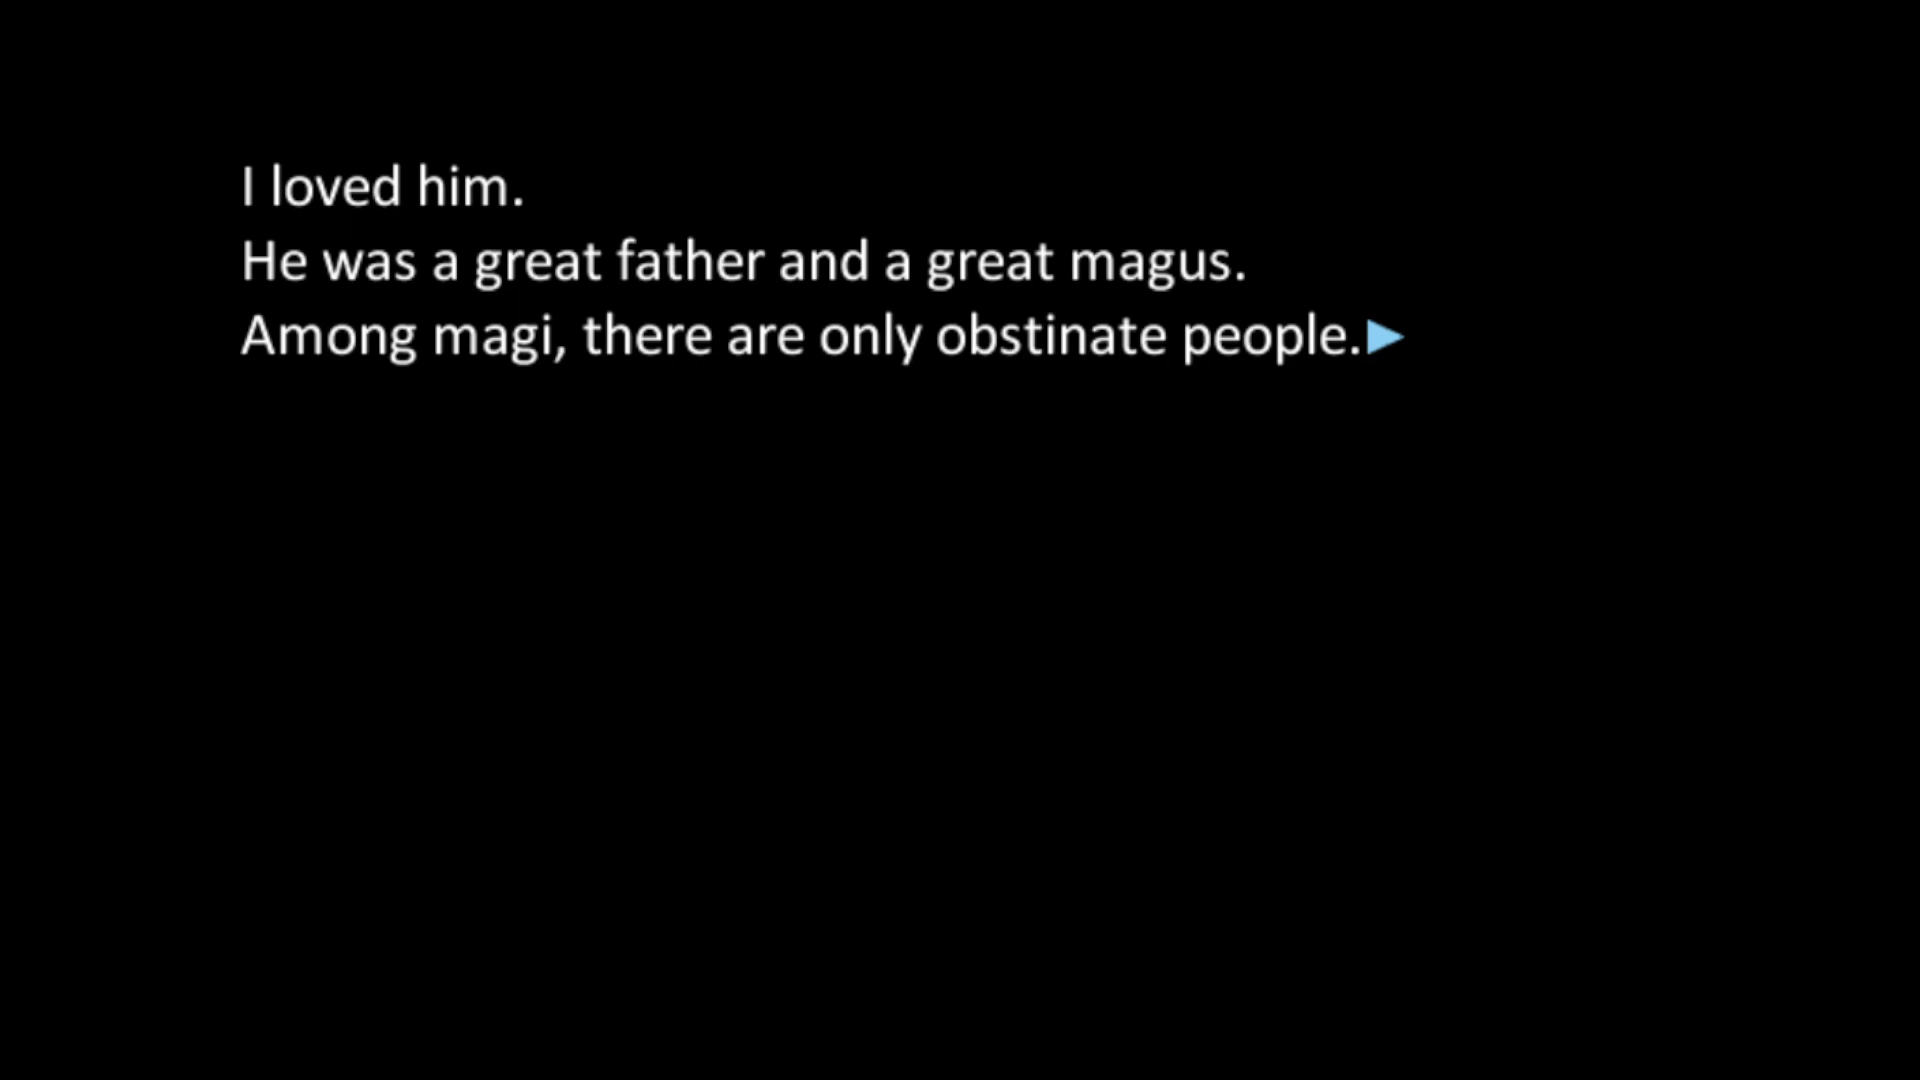 I loved him.
He was a great father and a great magus.
Among magi, there are only obstinate people.